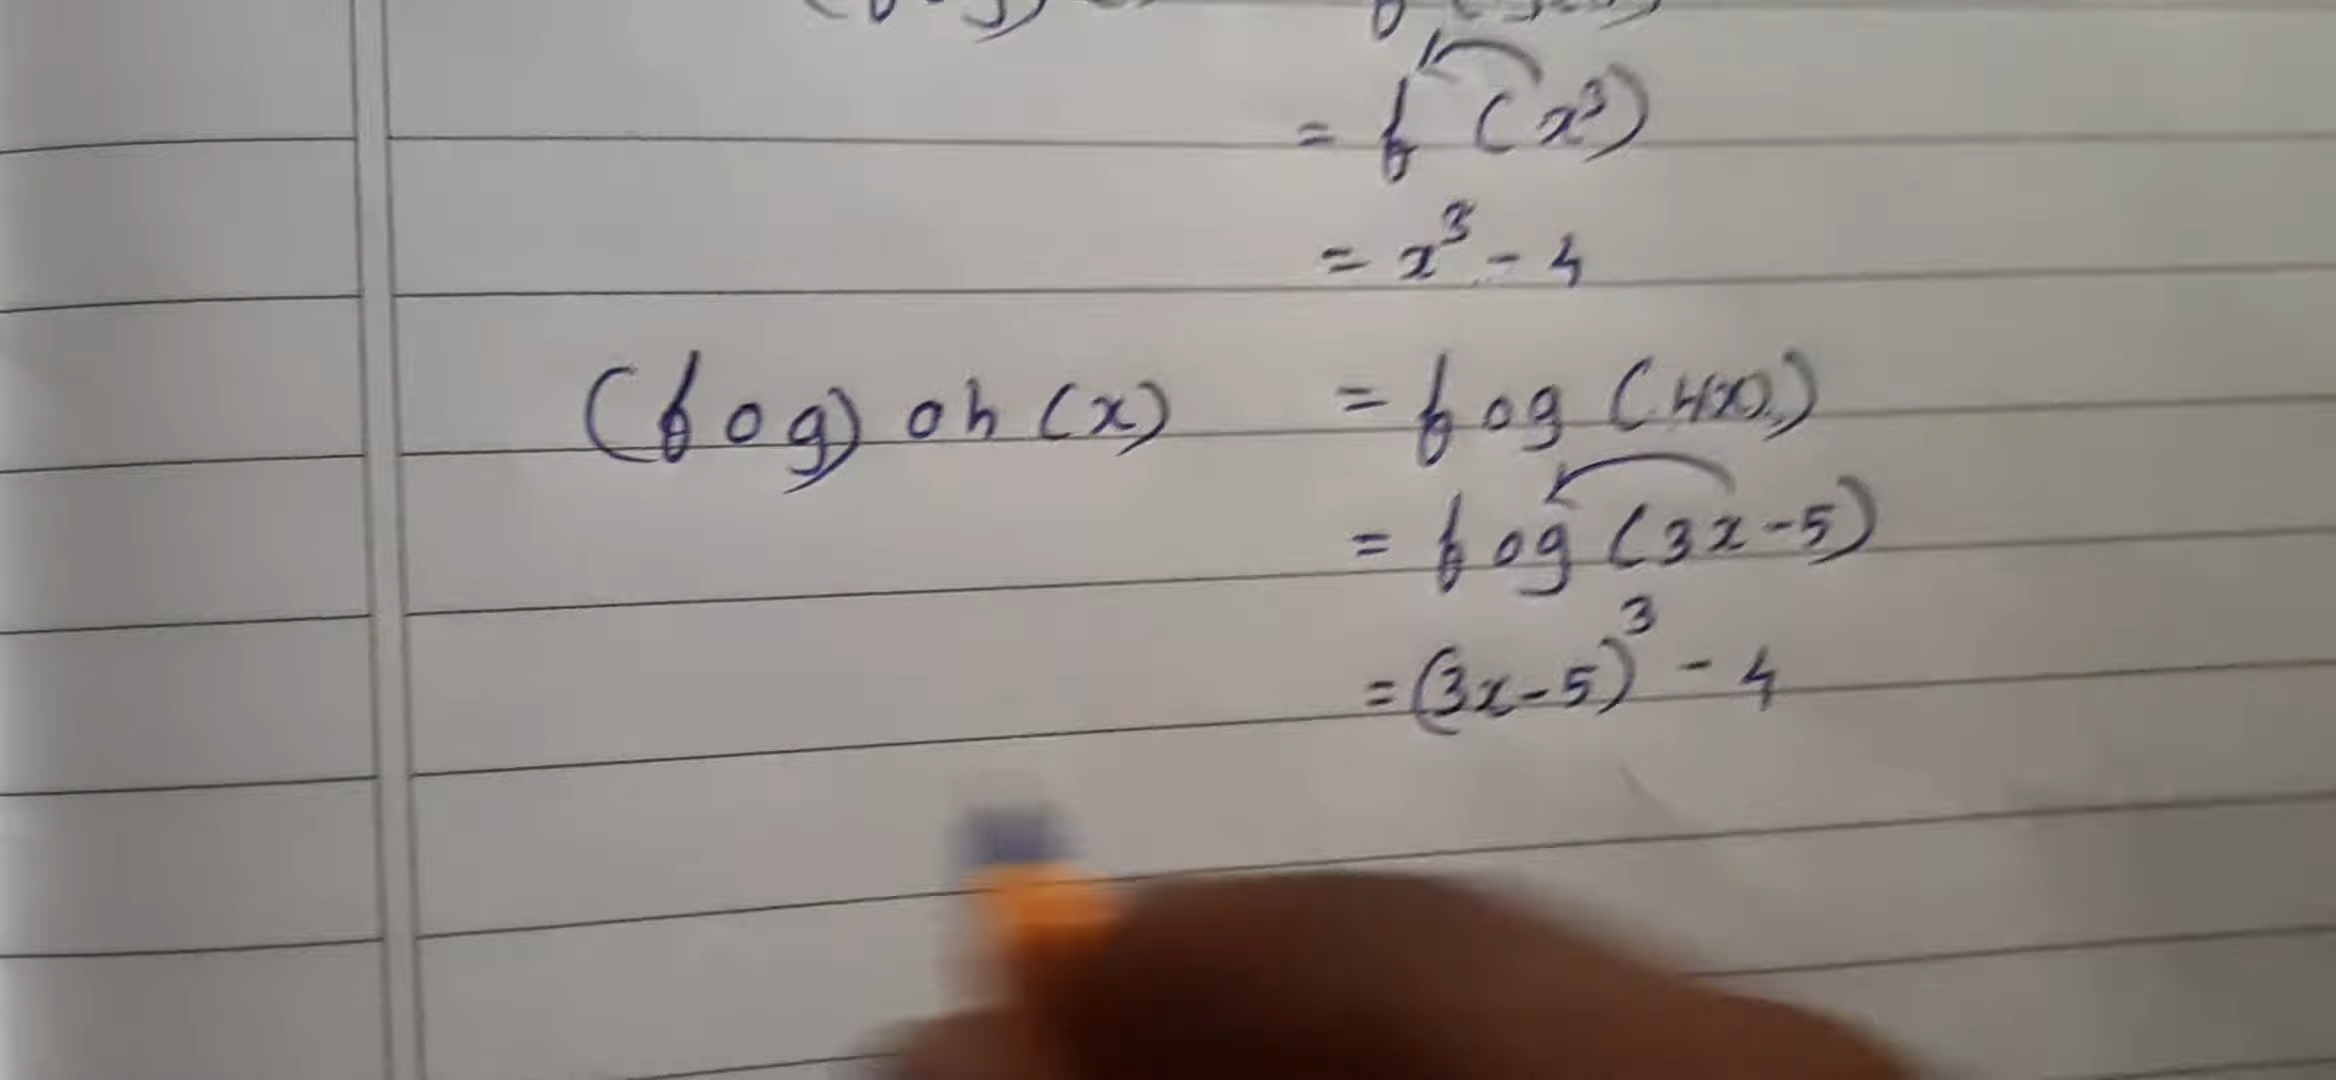 = f (x³)
= x³ - 4
(fog) oh (x) = fog (h(x))
= fog (3x-5)
= (3x-5)³ - 4